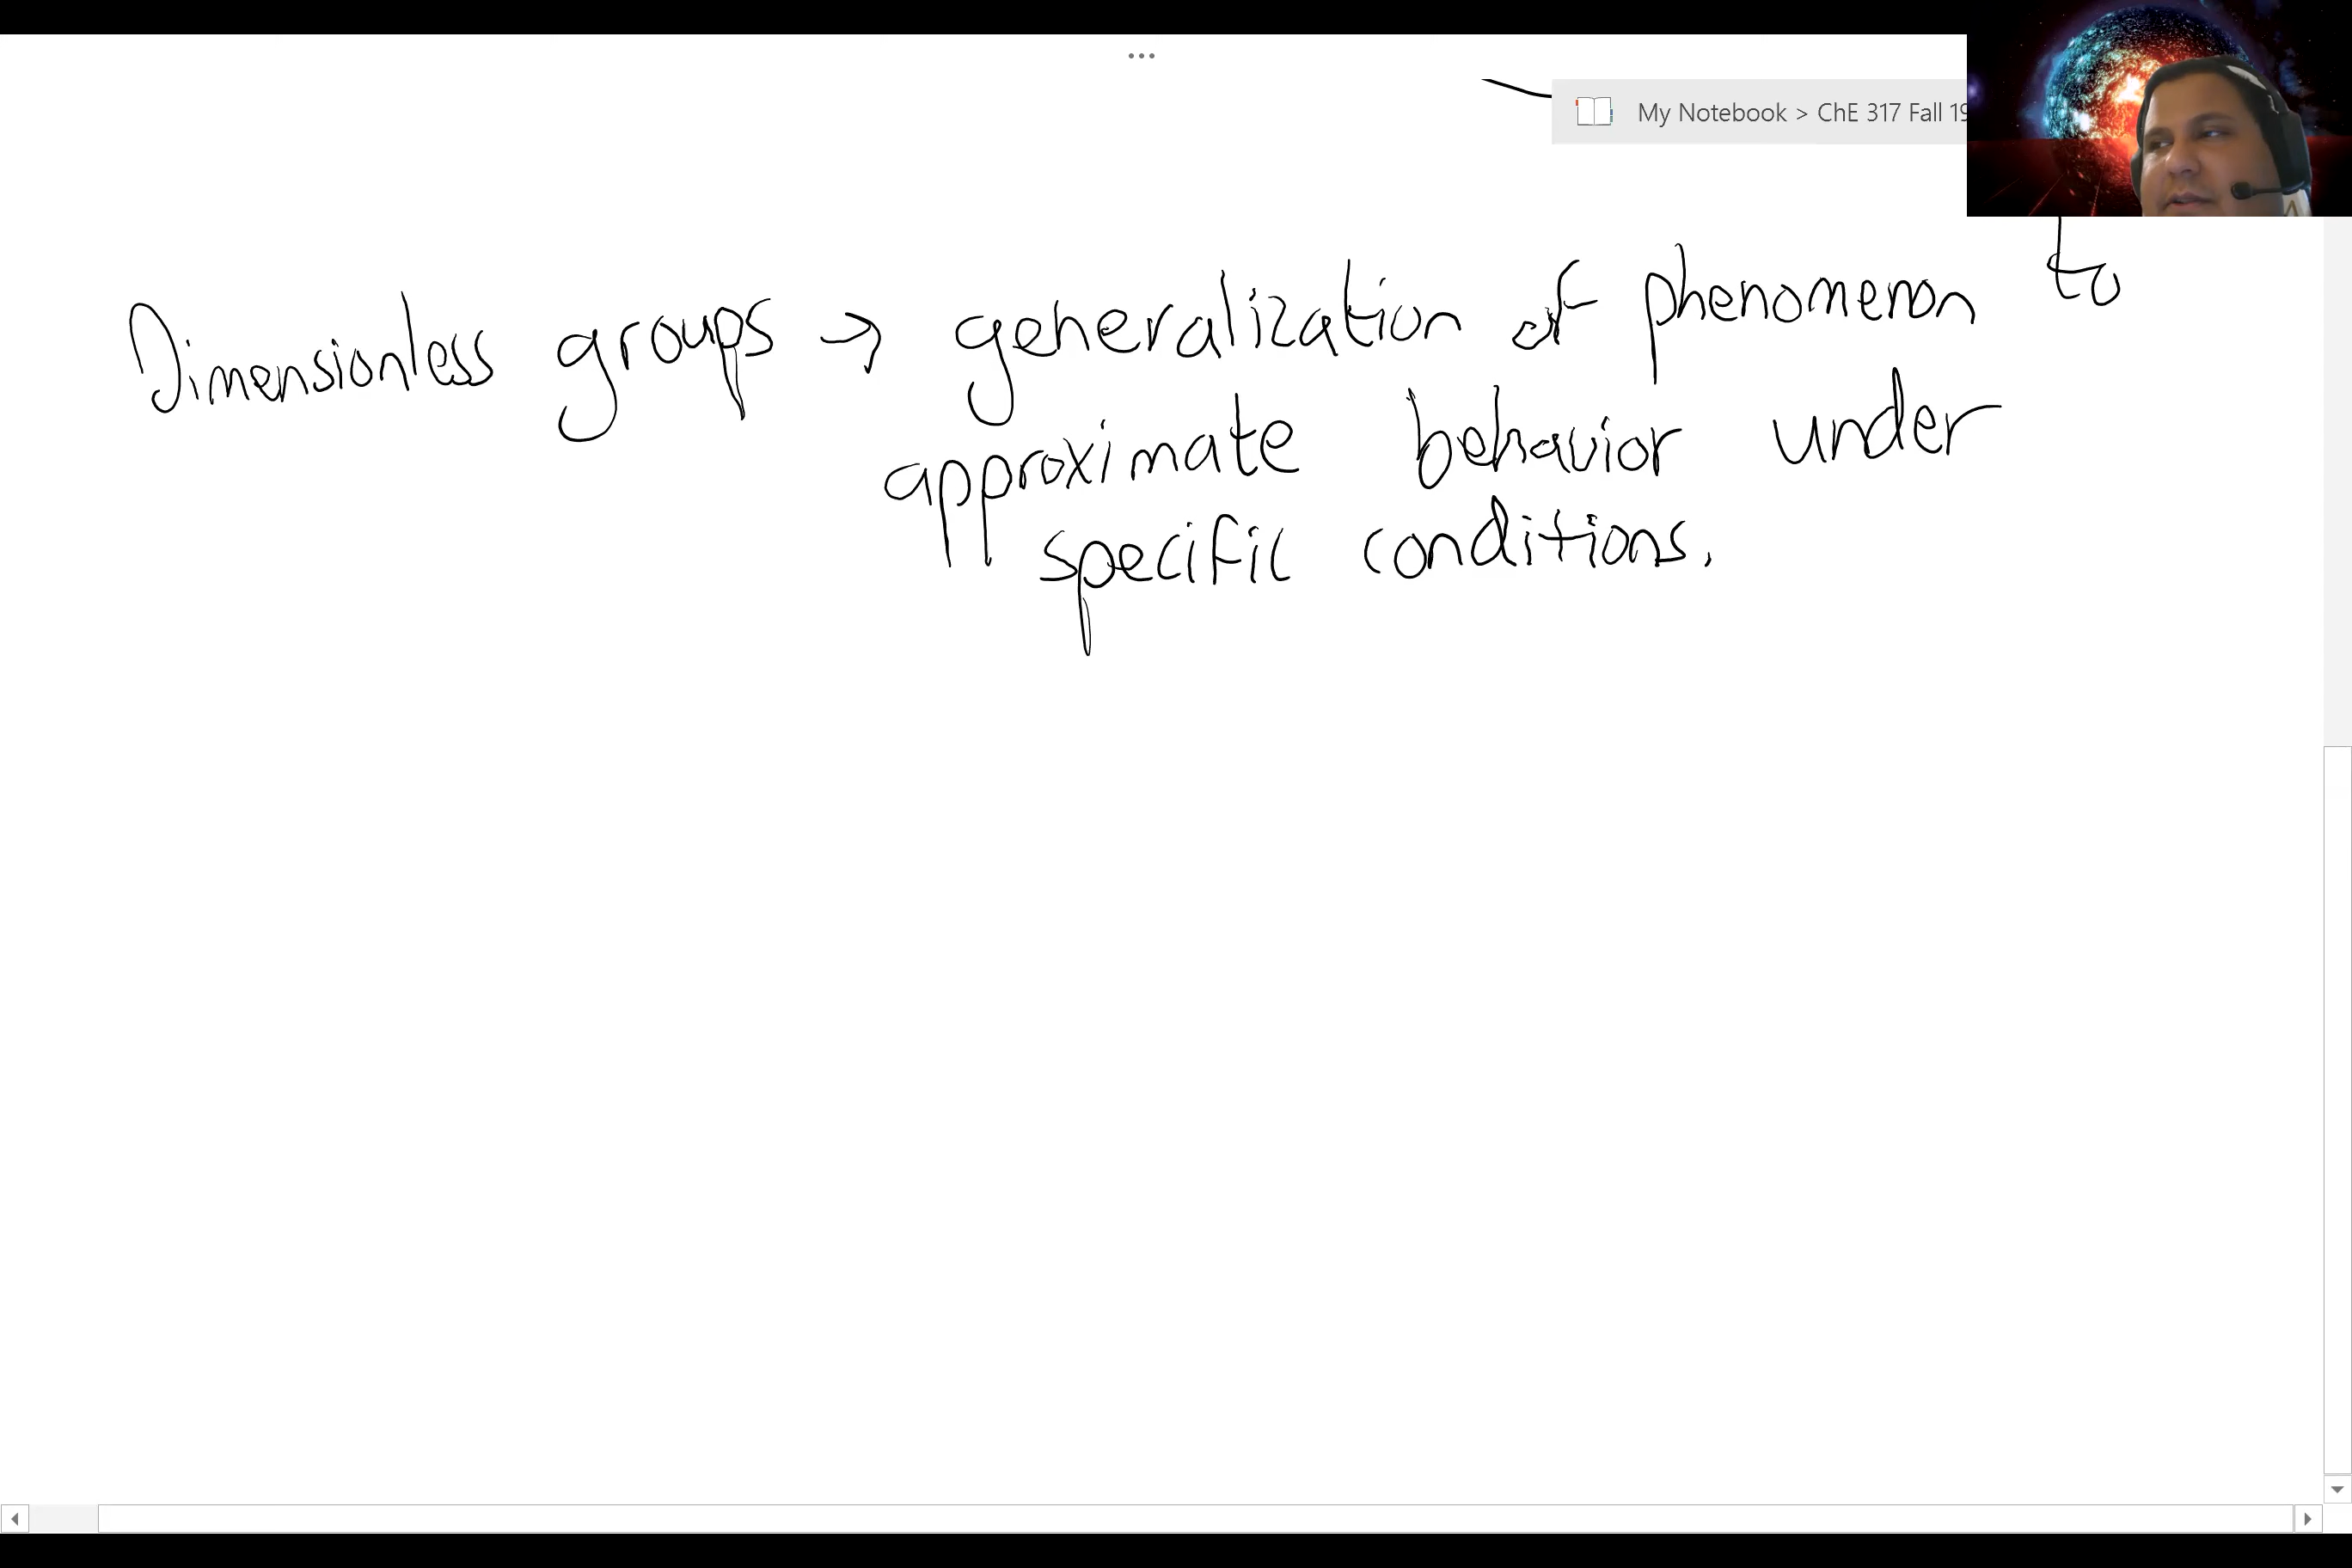 My Notebook > ChE 317 Fall 19
Dimensionless groups → generalization of phenomenon to
approximate behavior under
specific conditions.